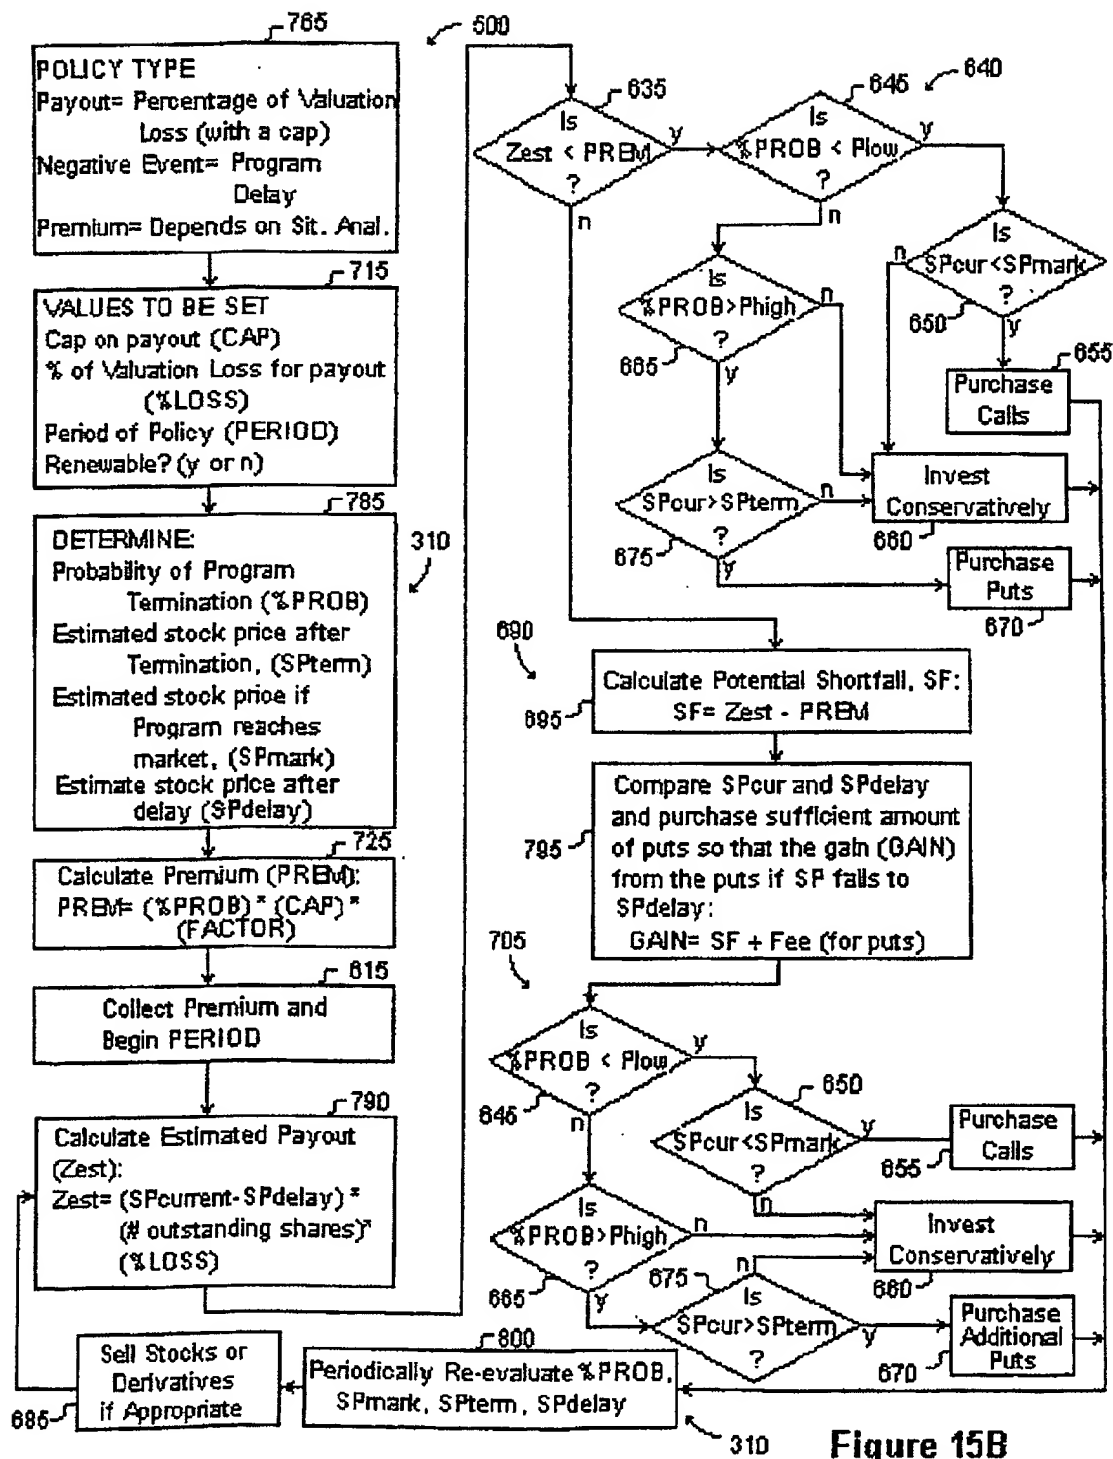 765
500
POLICY TYPE
Payout= Percentage of Valuation
Loss (with a cap)
Negative Event= Program
Delay
Premium= Depends on Sit. Anal.
715
VALUES TO BE SET
Cap on payout (CAP)
% of Valuation Loss for payout
(%LOSS)
Period of Policy (PERIOD)
Renewable? (y or n)
785
DETERMINE:
Probability of Program
Termination (%PROB)
Estimated stock price after
Termination, (SPterm)
Estimated stock price if
Program reaches
market, (SPmark)
Estimate stock price after
delay (SPdelay)
310
725
Calculate Premium (PREM):
PREM= (%PROB)* (CAP)*
(FACTOR)
615
Collect Premium and
Begin PERIOD
790
Calculate Estimated Payout
(Zest):
Zest= (SPcurrent-SPdelay)*
(# outstanding shares)*
(%LOSS)
635
Is
Zest < PREM
?
y
n
645
640
Is
%PROB < Plow
?
y
n
Is
SPcur<SPmark
?
n
650
y
655
Purchase
Calls
Is
%PROB>Phigh
?
n
665
y
Is
SPcur>SPterm
?
n
675
y
Invest
Conservatively
660
Purchase
Puts
670
690
Calculate Potential Shortfall, SF:
SF= Zest - PREM
695
Compare SPcur and SPdelay
and purchase sufficient amount
of puts so that the gain (GAIN)
from the puts if SP falls to
SPdelay:
GAIN= SF + Fee (for puts)
795
705
Is
%PROB < Plow
?
y
645
n
650
Is
SPcur<SPmark
?
y
n
Purchase
Calls
655
Is
%PROB>Phigh
?
n
665
y
Invest
Conservatively
660
675
n
Is
SPcur>SPterm
?
y
Purchase
Additional
Puts
670
800
Periodically Re-evaluate %PROB,
SPmark, SPterm, SPdelay
310
Sell Stocks or
Derivatives
if Appropriate
685
Figure 15B